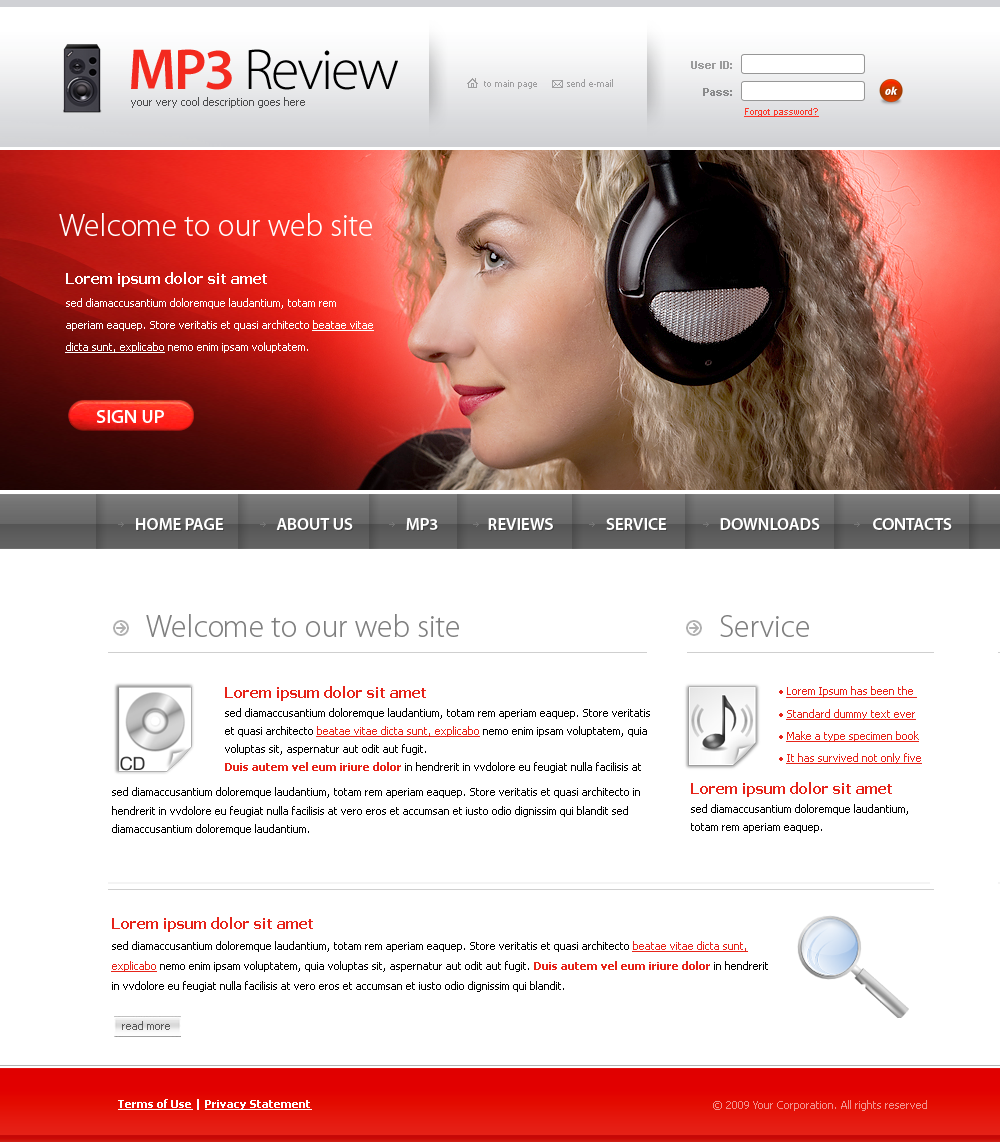 MP3 Review
your very cool description goes here
to main page send e-mail
User ID:
Pass:
ok
Forgot password?
Welcome to our web site
Lorem ipsum dolor sit amet
sed diamaccusantium doloremque laudantium, totam rem
aperiam eaquep. Store veritatis et quasi architecto beatae vitae
dicta sunt, explicabo nemo enim ipsam voluptatem.
SIGN UP
HOME PAGE ABOUT US MP3 REVIEWS SERVICE DOWNLOADS CONTACTS
Welcome to our web site
CD
Lorem ipsum dolor sit amet
sed diamaccusantium doloremque laudantium, totam rem aperiam eaquep. Store veritatis
et quasi architecto beatae vitae dicta sunt, explicabo nemo enim ipsam voluptatem, quia
voluptas sit, aspernatur aut odit aut fugit.
Duis autem vel eum iriure dolor in hendrerit in vvdolore eu feugiat nulla facilisis at
sed diamaccusantium doloremque laudantium, totam rem aperiam eaquep. Store veritatis et quasi architecto in
hendrerit in vvdolore eu feugiat nulla facilisis at vero eros et accumsan et iusto odio dignissim qui blandit sed
diamaccusantium doloremque laudantium.
Service
Lorem Ipsum has been the
Standard dummy text ever
Make a type specimen book
It has survived not only five
Lorem ipsum dolor sit amet
sed diamaccusantium doloremque laudantium,
totam rem aperiam eaquep.
Lorem ipsum dolor sit amet
sed diamaccusantium doloremque laudantium, totam rem aperiam eaquep. Store veritatis et quasi architecto beatae vitae dicta sunt,
explicabo nemo enim ipsam voluptatem, quia voluptas sit, aspernatur aut odit aut fugit. Duis autem vel eum iriure dolor in hendrerit
in vvdolore eu feugiat nulla facilisis at vero eros et accumsan et iusto odio dignissim qui blandit.
read more
Terms of Use | Privacy Statement
© 2009 Your Corporation. All rights reserved